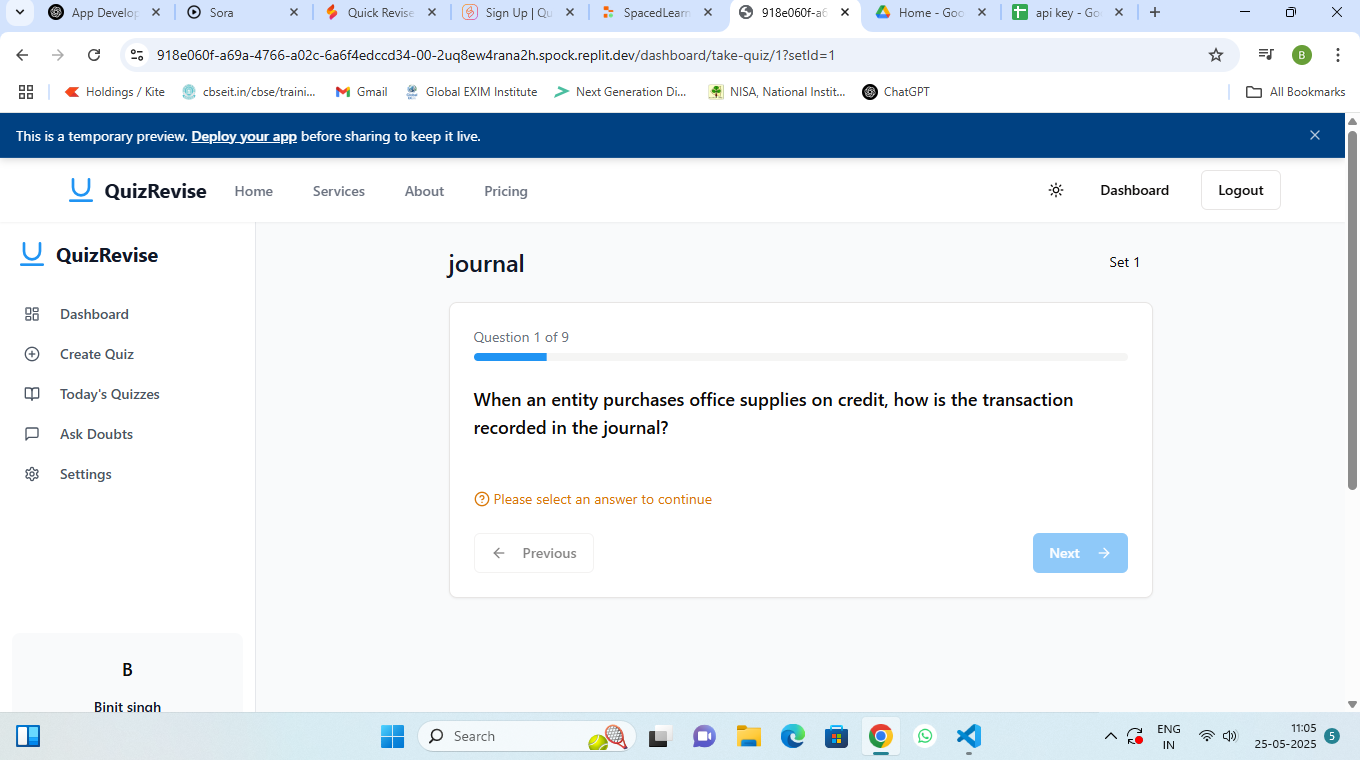 App Develop
Sora
Quick Revise
Sign Up | Qu
SpacedLearn
918e060f-a6
Home - Goo
api key - Go
918e060f-a69a-4766-a02c-6a6f4edccd34-00-2uq8ew4rana2h.spock.replit.dev/dashboard/take-quiz/1?setId=1
B
Holdings / Kite
cbseit.in/cbse/traini...
Gmail
Global EXIM Institute
Next Generation Di...
NISA, National Instit...
ChatGPT
All Bookmarks
This is a temporary preview. Deploy your app before sharing to keep it live.
QuizRevise
Home
Services
About
Pricing
Dashboard
Logout
QuizRevise
Dashboard
Create Quiz
Today's Quizzes
Ask Doubts
Settings
B
Binit singh
journal
Set 1
Question 1 of 9
When an entity purchases office supplies on credit, how is the transaction
recorded in the journal?
Please select an answer to continue
Previous
Next
Search
ENG
IN
11:05
25-05-2025
5